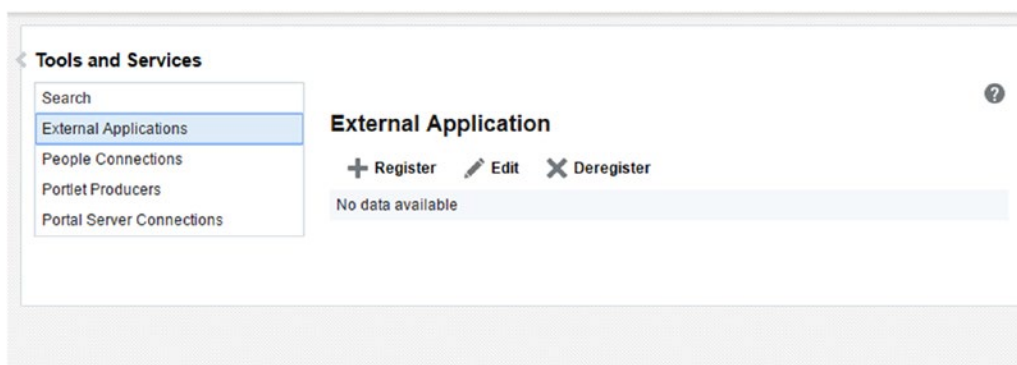 Tools and Services
Search
External Applications
People Connections
Portlet Producers
Portal Server Connections
?
External Application
Register Edit Deregister
No data available